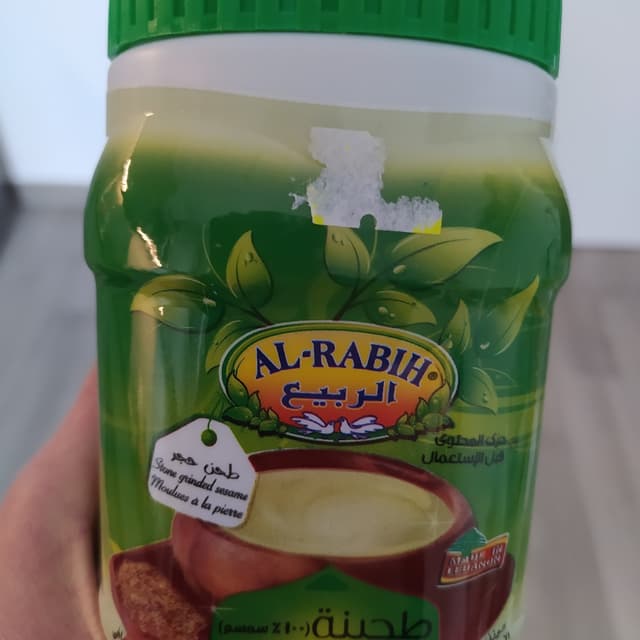 AL-RABIH®
الربيع
حرك المحتوى
قبل الإستعمال
طحن حجر
Stone grinded sesame
Moulues à la pierre
MADE IN
LEBANON
طحينة (١٠٠٪ سمسم)